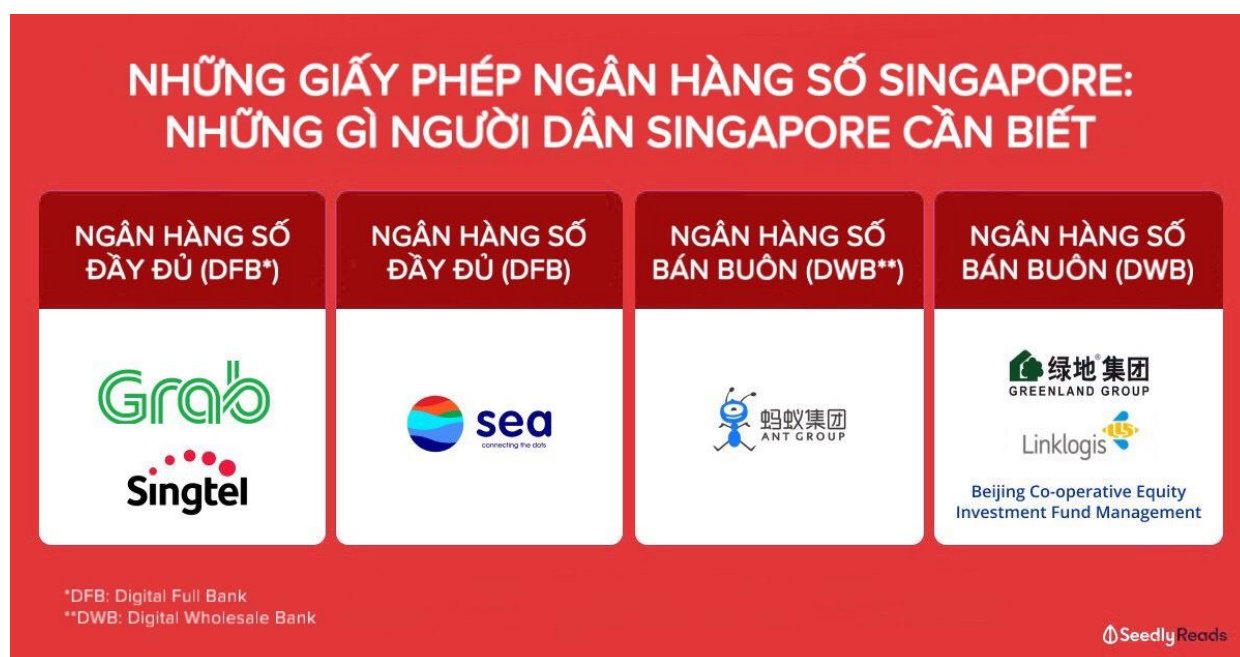 NHỮNG GIẤY PHÉP NGÂN HÀNG SỐ SINGAPORE:
NHỮNG GÌ NGƯỜI DÂN SINGAPORE CẦN BIẾT
NGÂN HÀNG SỐ
ĐẦY ĐỦ (DFB*)
Grab
Singtel
NGÂN HÀNG SỐ
ĐẦY ĐỦ (DFB)
sea
connecting the dots
NGÂN HÀNG SỐ
BÁN BUÔN (DWB**)
蚂蚁集团
ANT GROUP
NGÂN HÀNG SỐ
BÁN BUÔN (DWB)
绿地®集团
GREENLAND GROUP
Linklogis LLS
Beijing Co-operative Equity
Investment Fund Management
*DFB: Digital Full Bank
**DWB: Digital Wholesale Bank
SeedlyReads